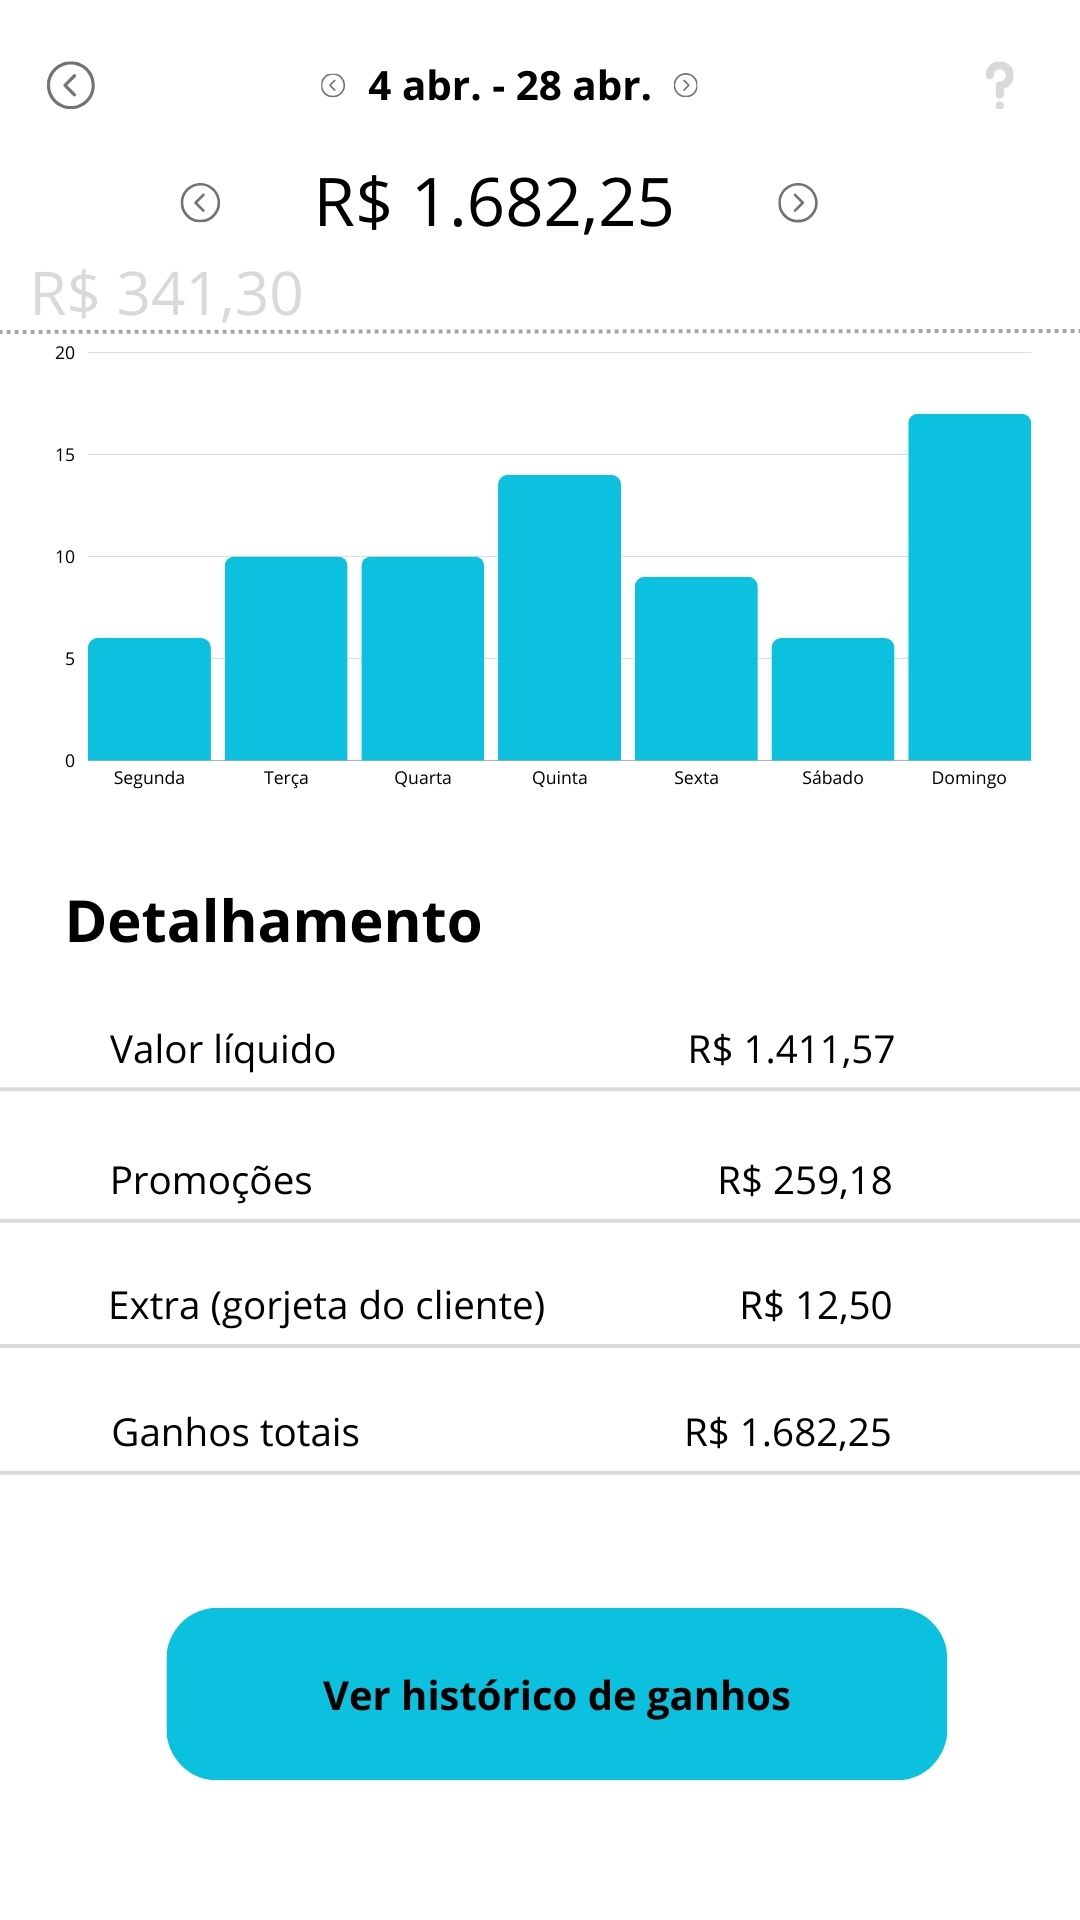 4 abr. - 28 abr.
R$ 1.682,25
R$ 341,30
20
15
10
5
0
Segunda Terça Quarta Quinta Sexta Sábado Domingo
Detalhamento
Valor líquido R$ 1.411,57
Promoções R$ 259,18
Extra (gorjeta do cliente) R$ 12,50
Ganhos totais R$ 1.682,25
Ver histórico de ganhos